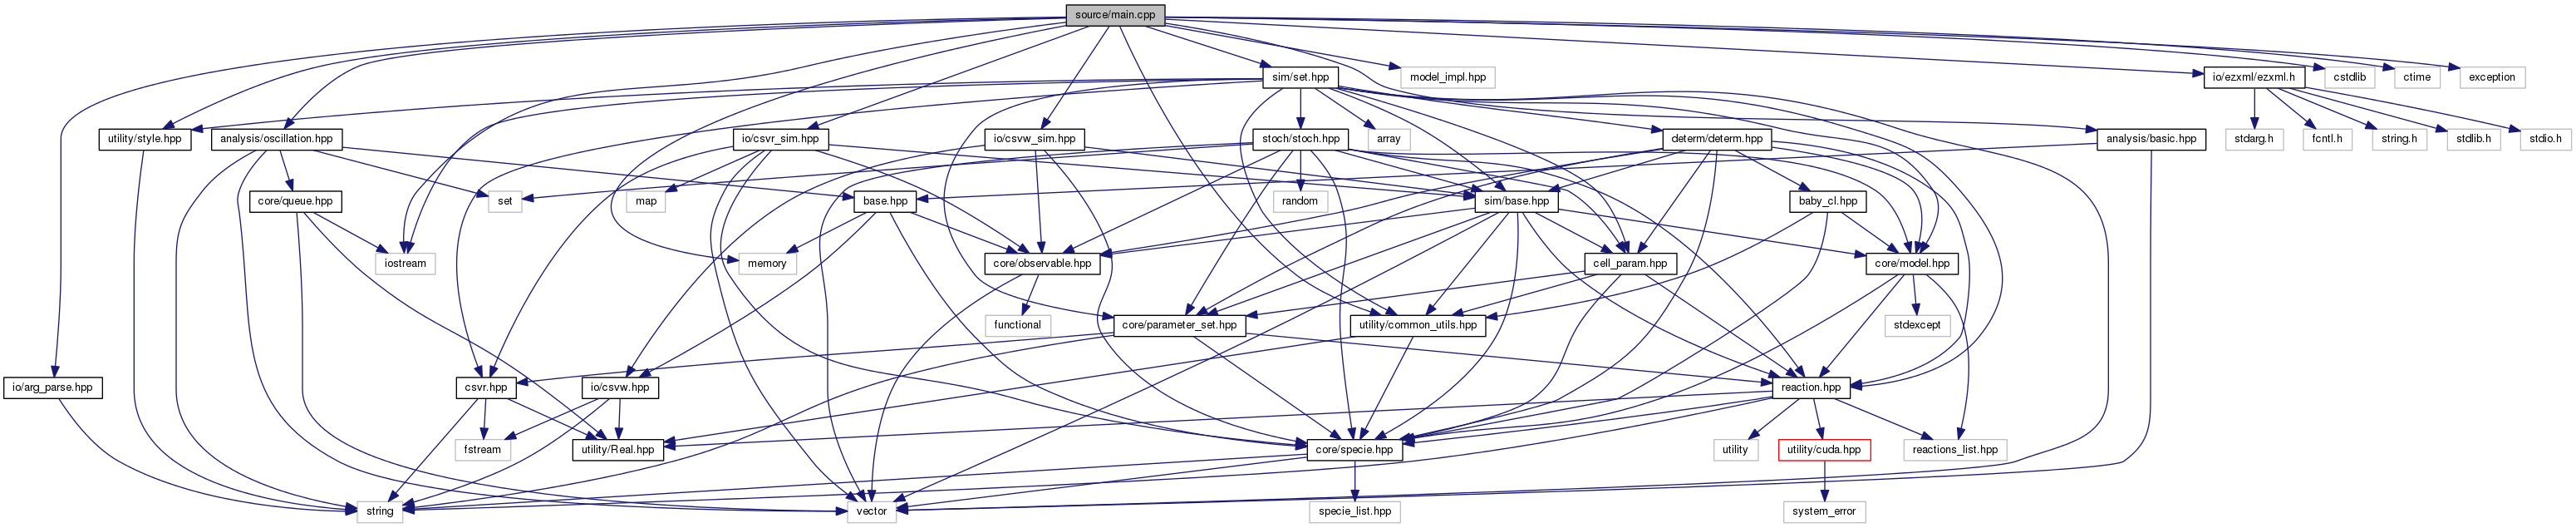 source/main.cpp
sim/set.hpp
model_impl.hpp
io/ezxml/ezxml.h
cstdlib
ctime
exception
utility/style.hpp
analysis/oscillation.hpp
io/csvr_sim.hpp
io/csvw_sim.hpp
stoch/stoch.hpp
array
determ/determ.hpp
analysis/basic.hpp
stdarg.h
fcntl.h
string.h
stdlib.h
stdio.h
core/queue.hpp
set
map
base.hpp
random
sim/base.hpp
baby_cl.hpp
iostream
memory
core/observable.hpp
cell_param.hpp
core/model.hpp
functional
core/parameter_set.hpp
utility/common_utils.hpp
stdexcept
io/arg_parse.hpp
csvr.hpp
io/csvw.hpp
reaction.hpp
fstream
utility/Real.hpp
core/specie.hpp
utility
utility/cuda.hpp
reactions_list.hpp
string
vector
specie_list.hpp
system_error